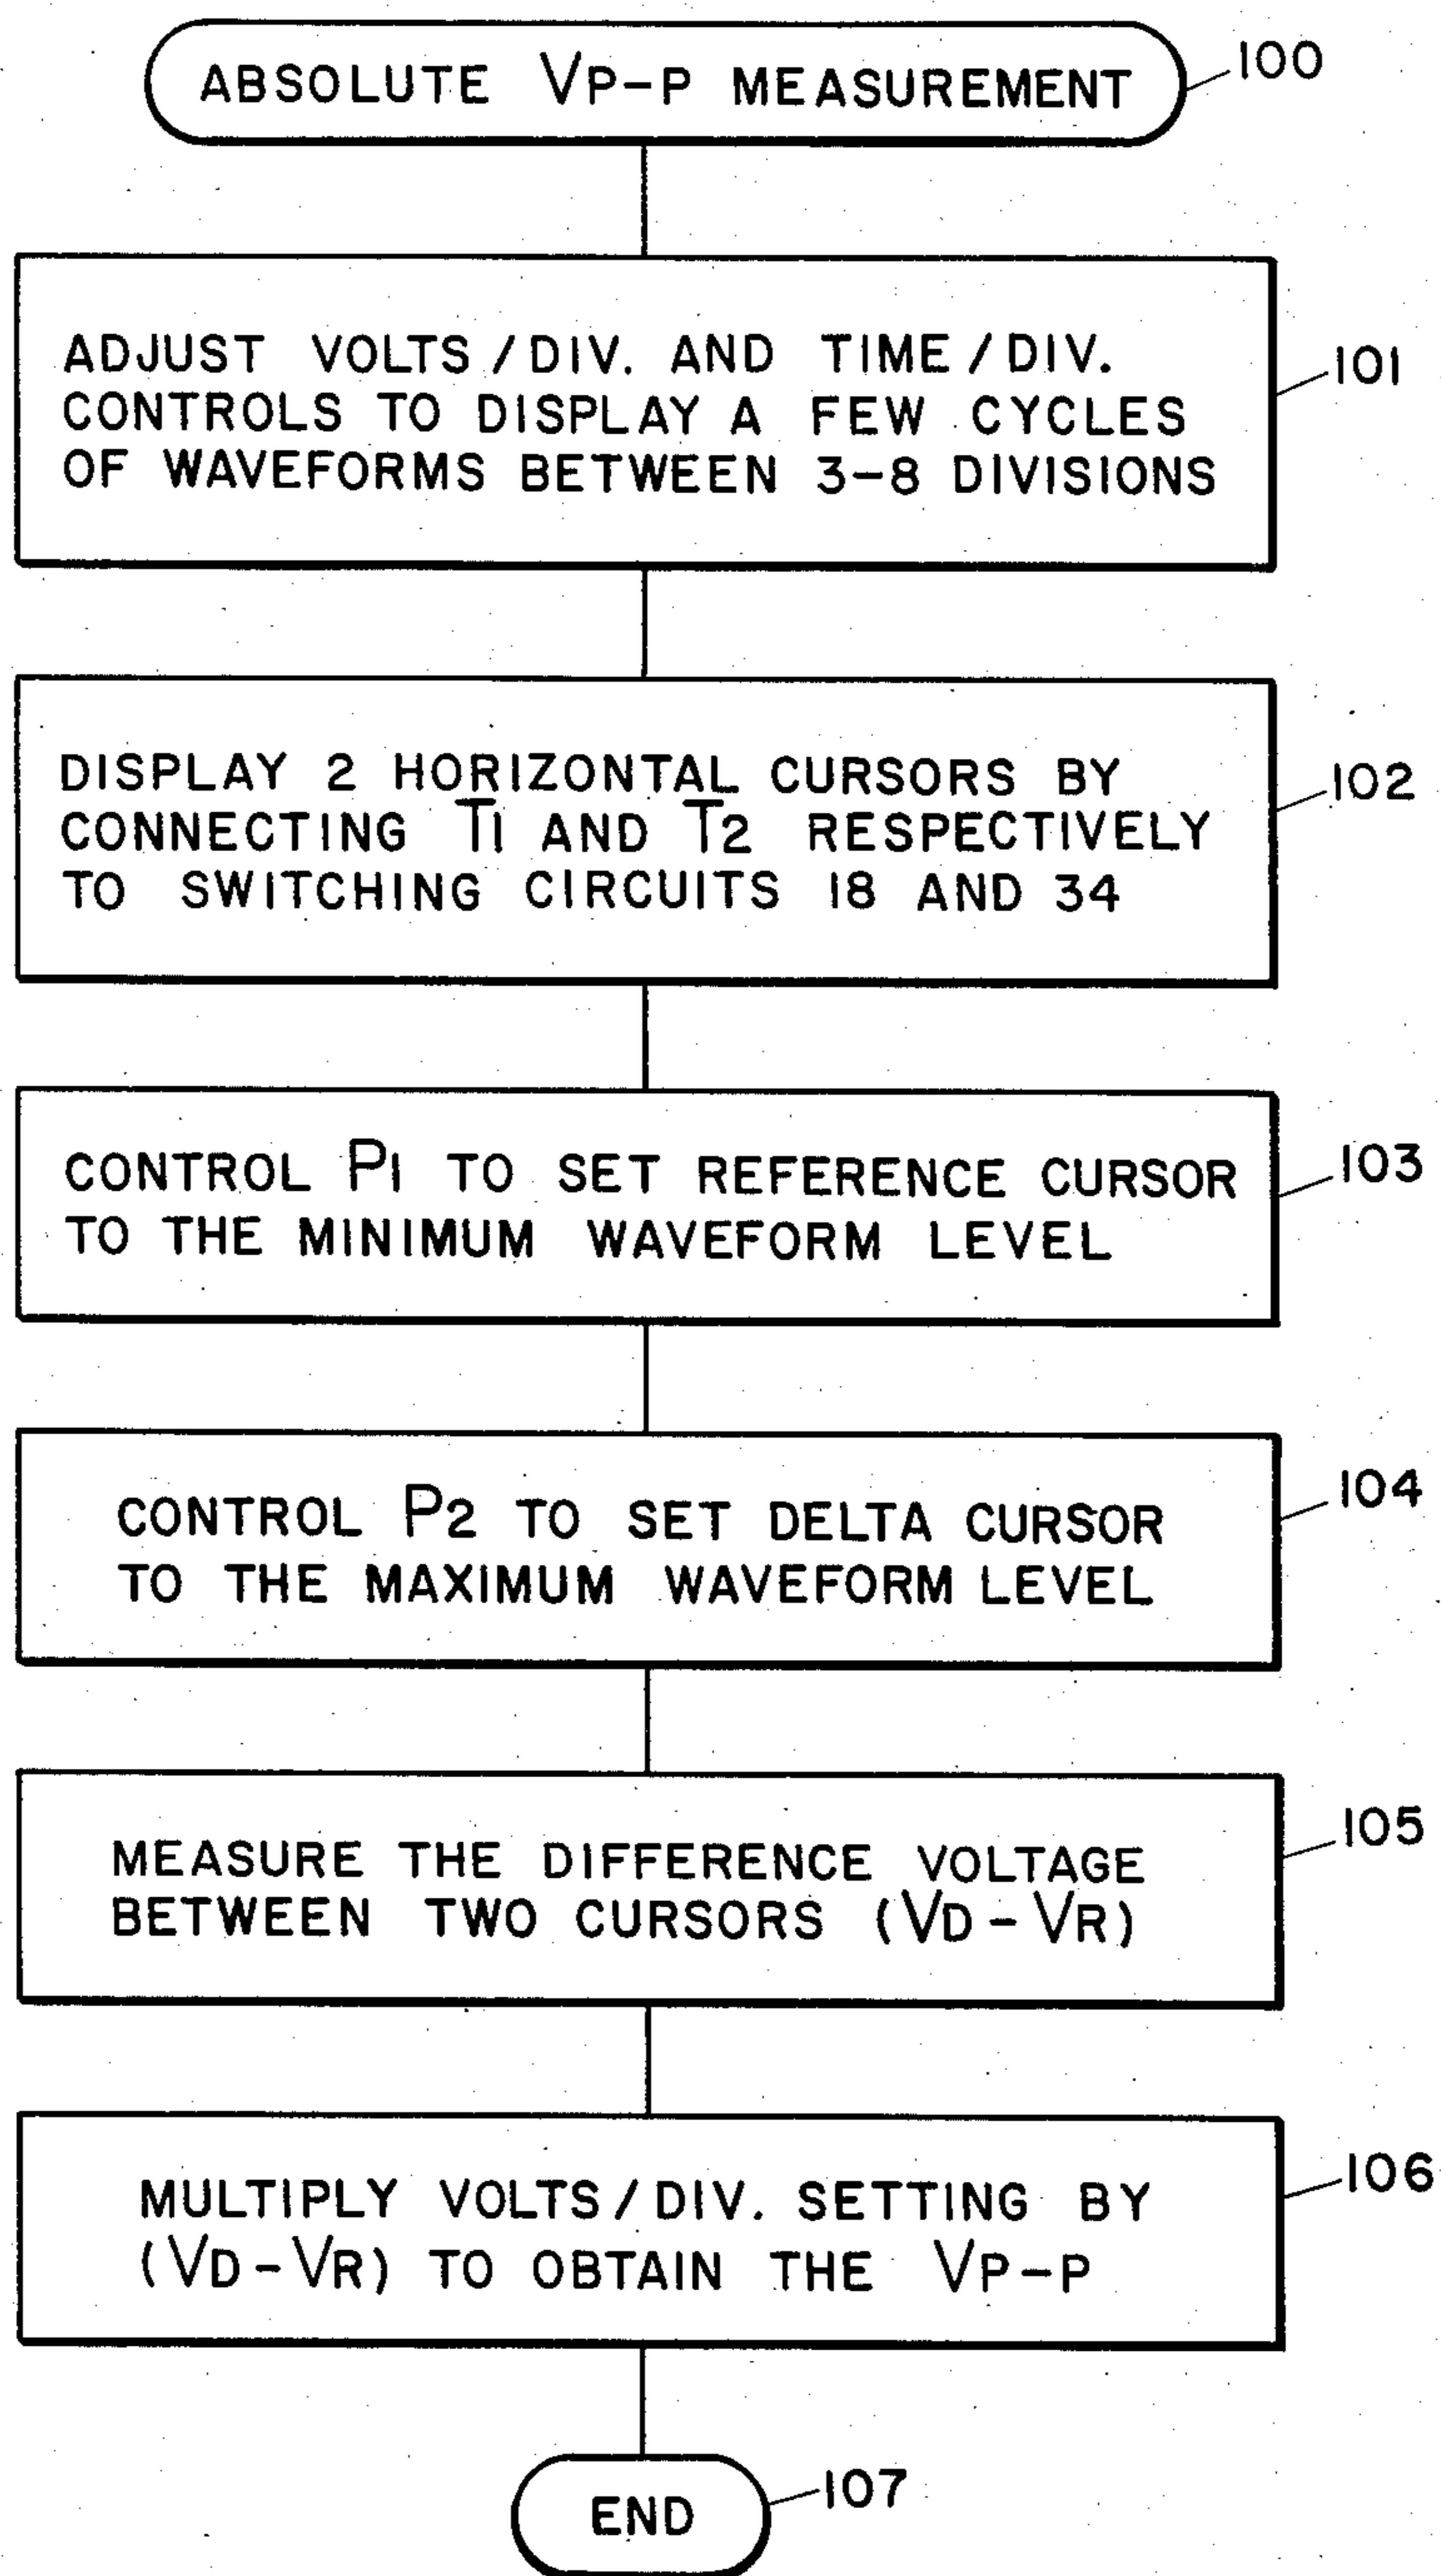 ABSOLUTE VP-P MEASUREMENT
100
ADJUST VOLTS/DIV. AND TIME/DIV.
CONTROLS TO DISPLAY A FEW CYCLES
OF WAVEFORMS BETWEEN 3-8 DIVISIONS
101
DISPLAY 2 HORIZONTAL CURSORS BY
CONNECTING T1 AND T2 RESPECTIVELY
TO SWITCHING CIRCUITS 18 AND 34
102
CONTROL P1 TO SET REFERENCE CURSOR
TO THE MINIMUM WAVEFORM LEVEL
103
CONTROL P2 TO SET DELTA CURSOR
TO THE MAXIMUM WAVEFORM LEVEL
104
MEASURE THE DIFFERENCE VOLTAGE
BETWEEN TWO CURSORS (VD-VR)
105
MULTIPLY VOLTS/DIV. SETTING BY
(VD-VR) TO OBTAIN THE VP-P
106
END
107